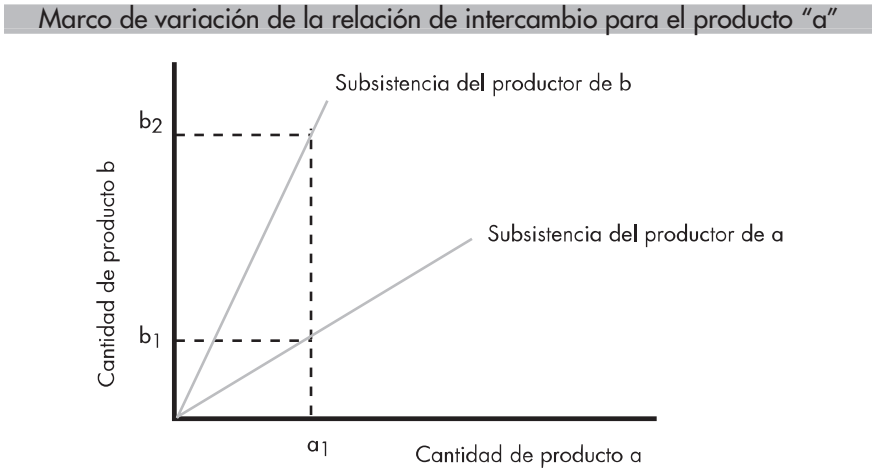 Marco de variación de la relación de intercambio para el producto “a”
Subsistencia del productor de b
b2
Cantidad de producto b
Subsistencia del productor de a
b1
a1
Cantidad de producto a